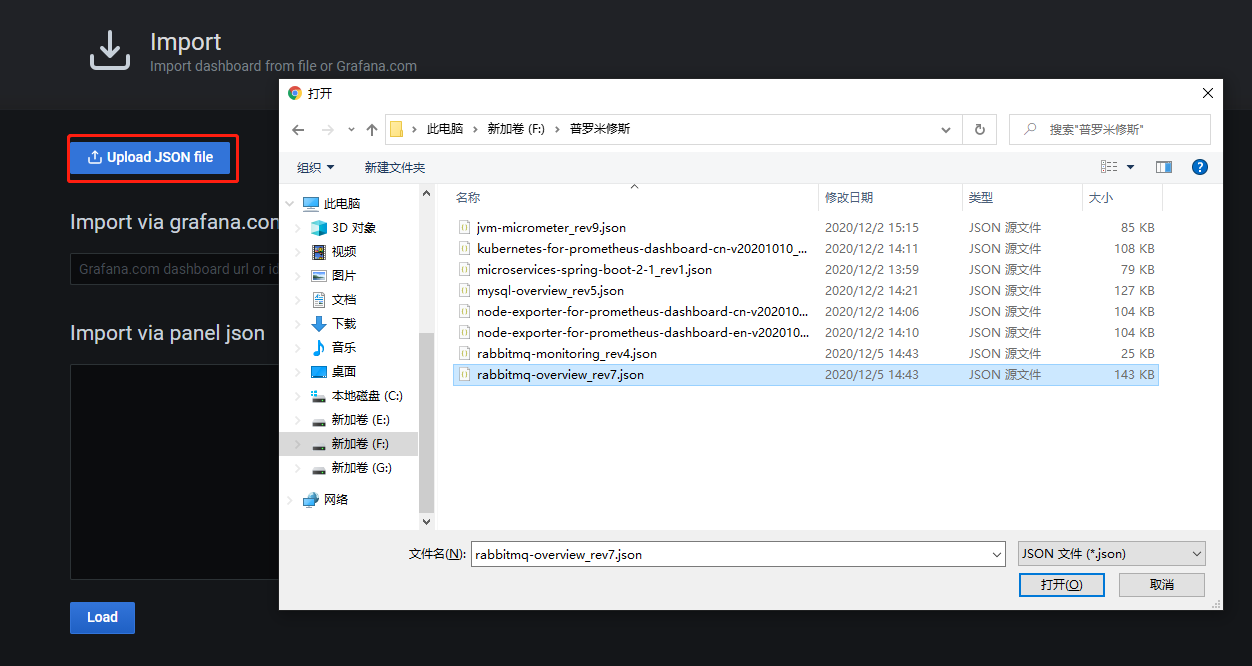 Import
Import dashboard from file or Grafana.com
Upload JSON file
Import via grafana.con
Grafana.com dashboard url or id
Import via panel json
Load
打开
此电脑 › 新加卷 (F:) › 普罗米修斯
搜索"普罗米修斯"
组织 新建文件夹
此电脑
3D 对象
视频
图片
文档
下载
音乐
桌面
本地磁盘 (C:)
新加卷 (E:)
新加卷 (F:)
新加卷 (G:)
网络
名称 修改日期 类型 大小
jvm-micrometer_rev9.json 2020/12/2 15:15 JSON 源文件 85 KB
kubernetes-for-prometheus-dashboard-cn-v20201010_... 2020/12/2 14:11 JSON 源文件 108 KB
microservices-spring-boot-2-1_rev1.json 2020/12/2 13:59 JSON 源文件 79 KB
mysql-overview_rev5.json 2020/12/2 14:21 JSON 源文件 127 KB
node-exporter-for-prometheus-dashboard-cn-v202010... 2020/12/2 14:06 JSON 源文件 104 KB
node-exporter-for-prometheus-dashboard-en-v202010... 2020/12/2 14:10 JSON 源文件 104 KB
rabbitmq-monitoring_rev4.json 2020/12/5 14:43 JSON 源文件 25 KB
rabbitmq-overview_rev7.json 2020/12/5 14:43 JSON 源文件 143 KB
文件名(N): rabbitmq-overview_rev7.json JSON 文件 (*.json)
打开(O) 取消